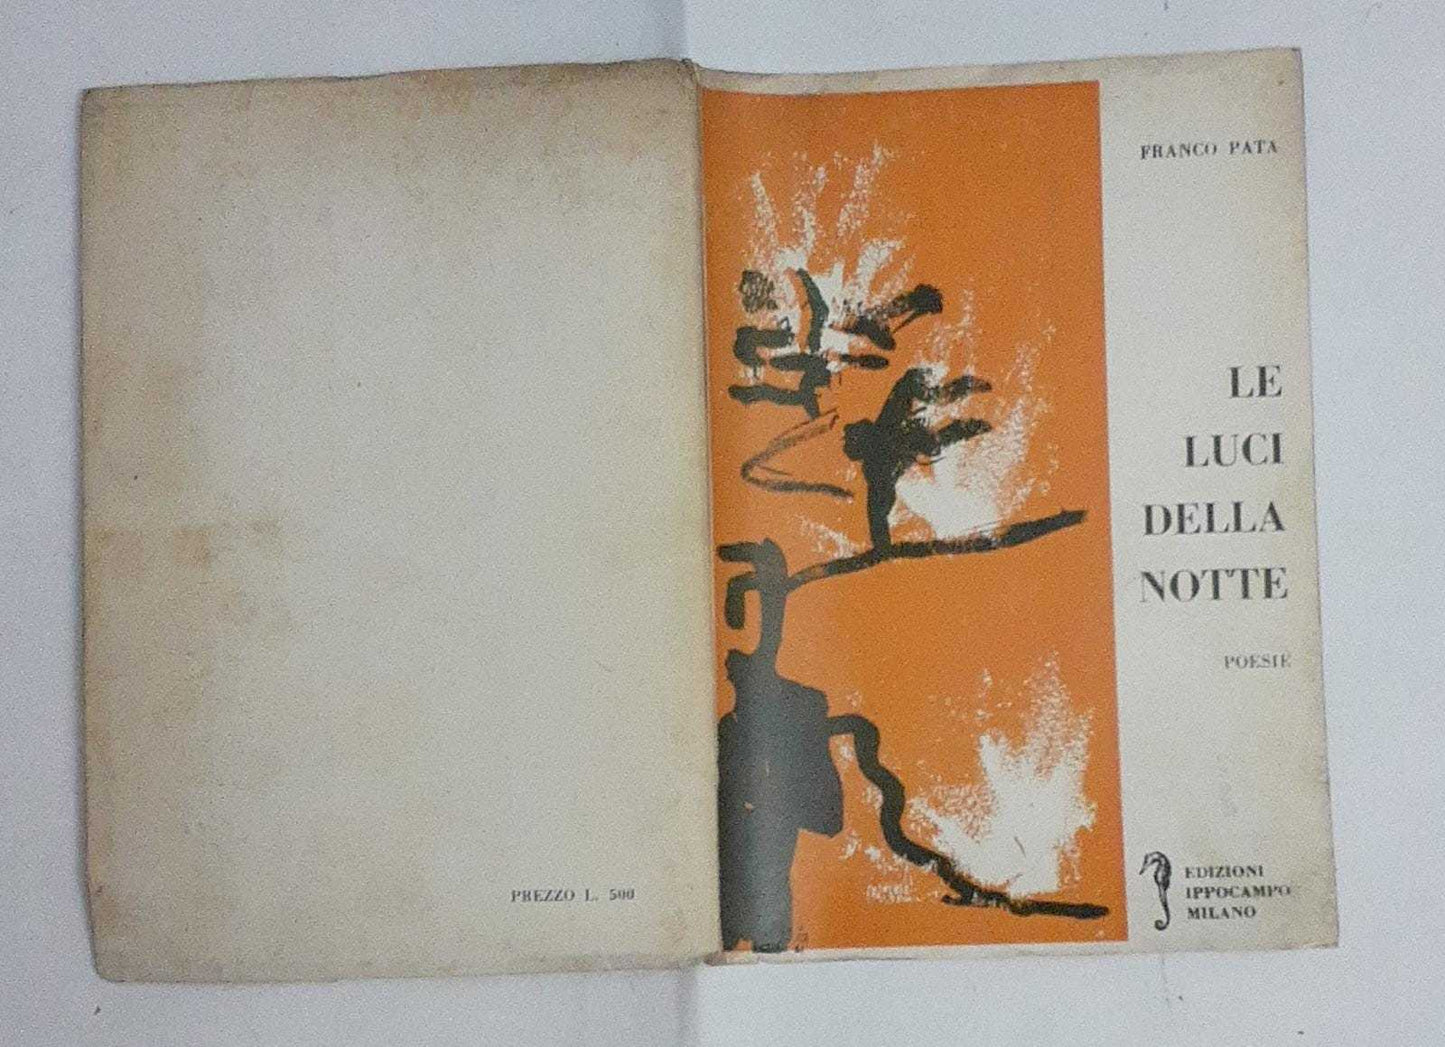 PREZZO L. 500
FRANCO PATA
LE
LUCI
DELLA
NOTTE
POESIE
EDIZIONI
IPPOCAMPO
MILANO